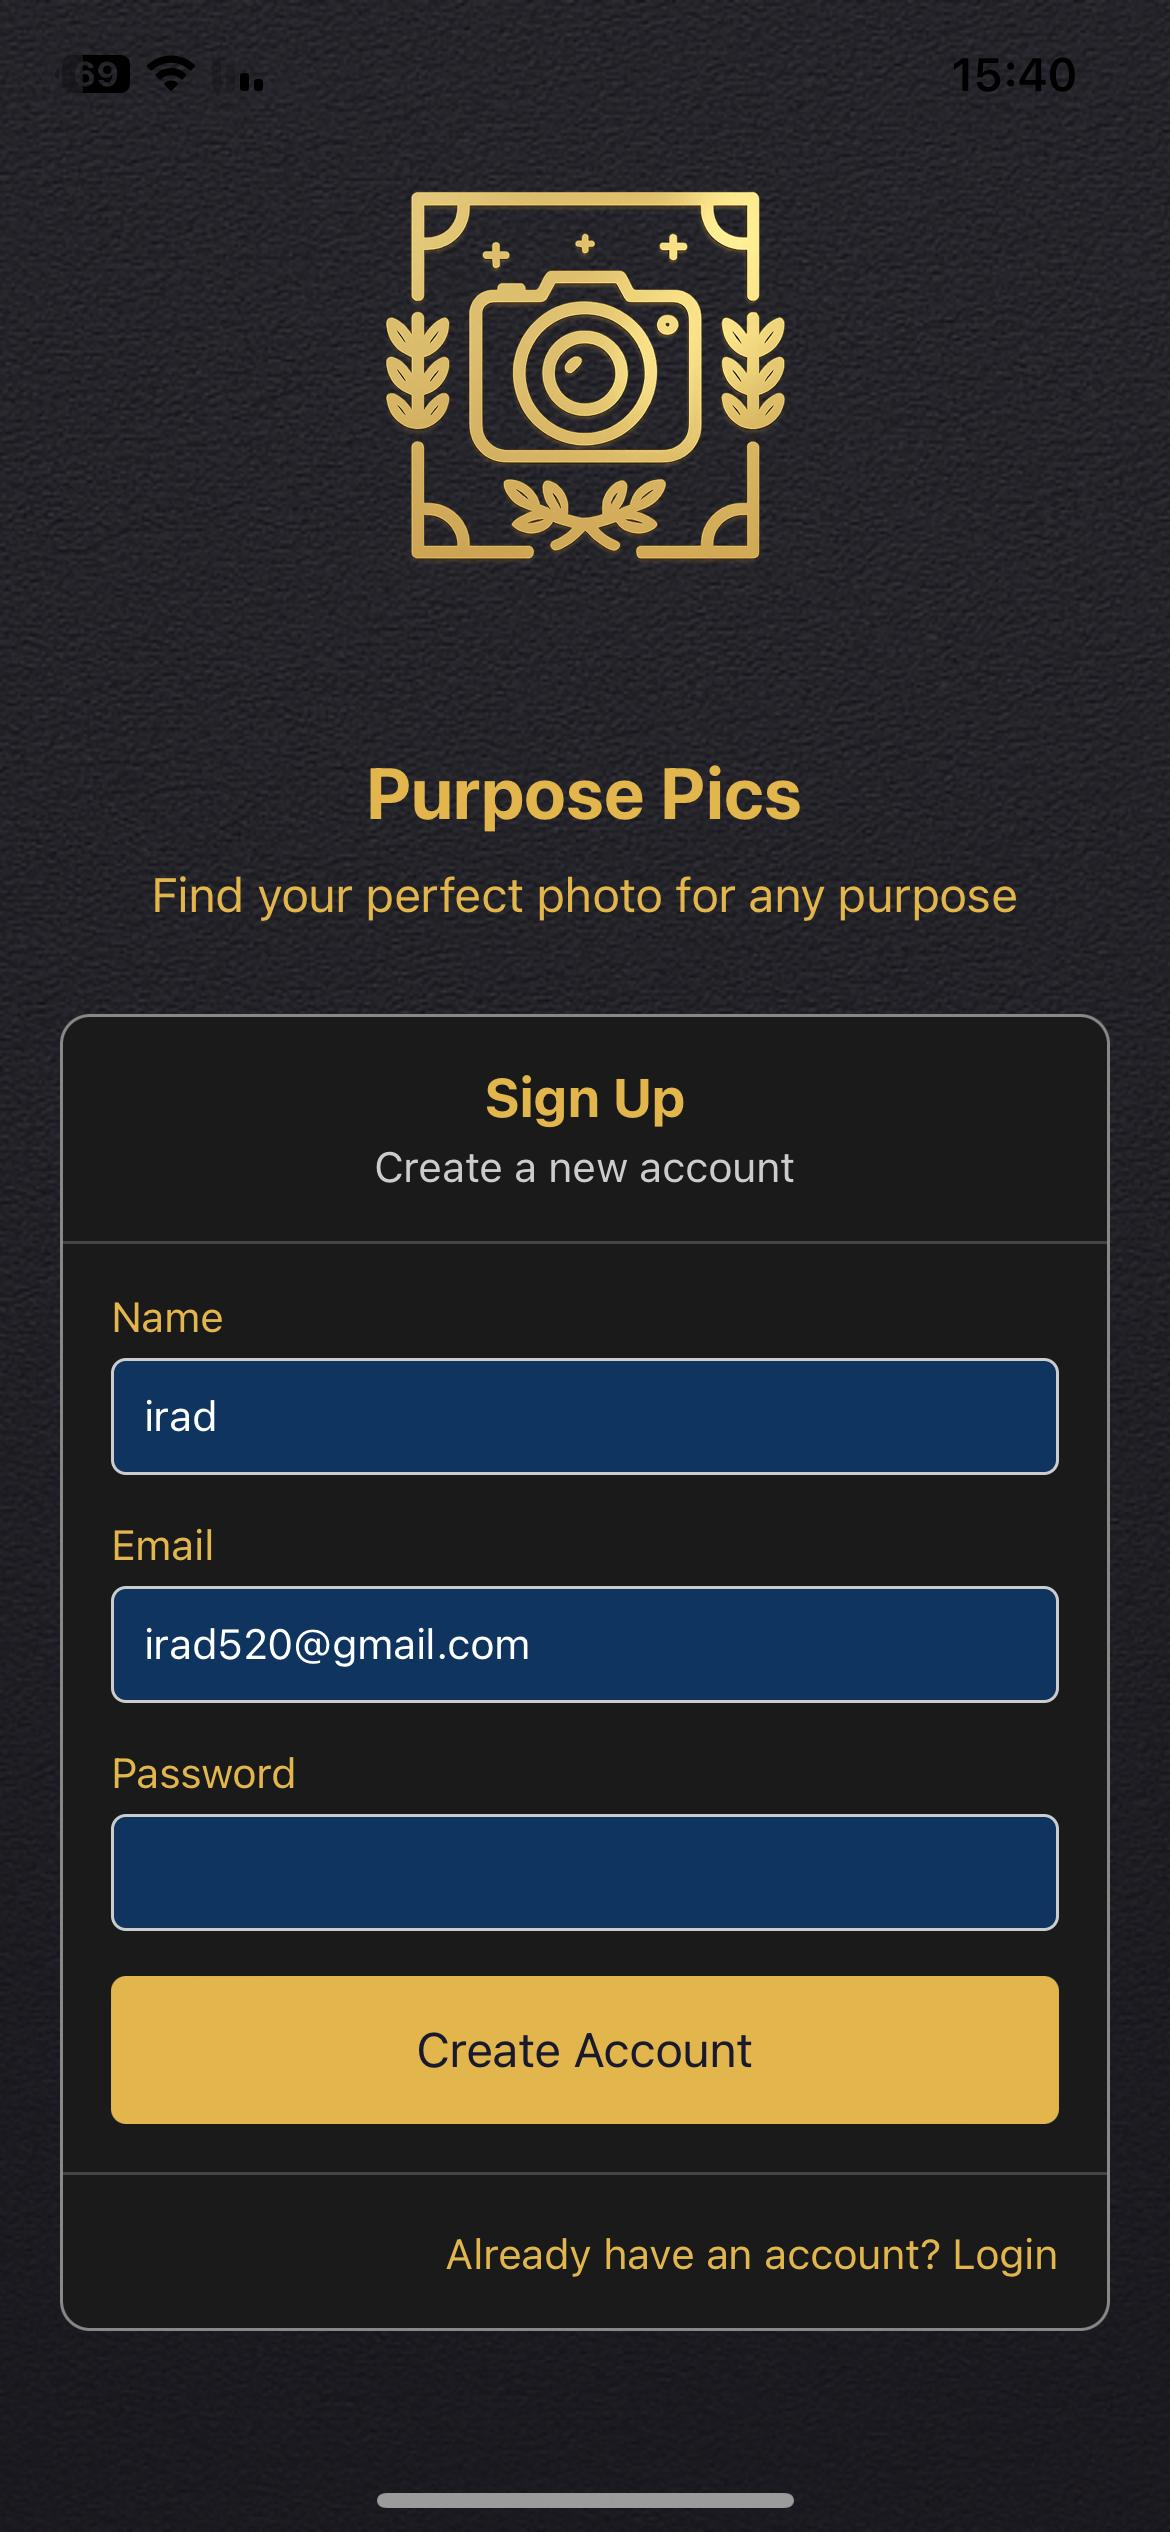 69
15:40
Purpose Pics
Find your perfect photo for any purpose
Sign Up
Create a new account
Name
irad
Email
irad520@gmail.com
Password
Create Account
Already have an account? Login